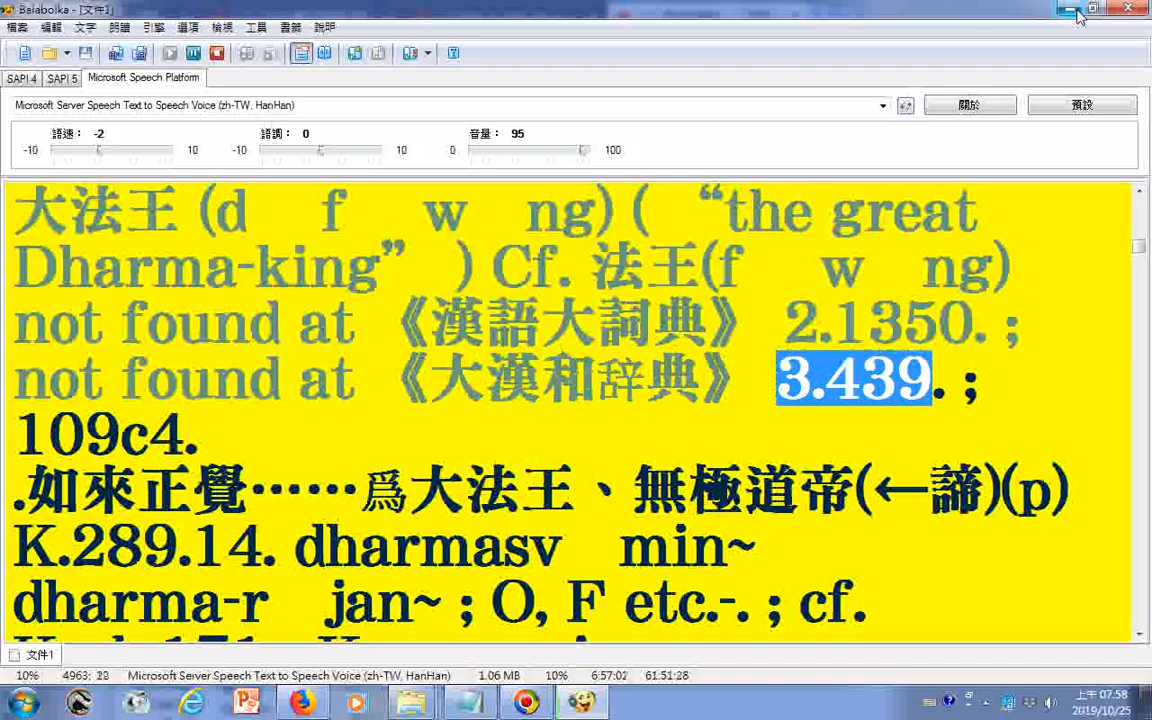 Balabolka - [文件1]
檔案 編輯 文字 朗讀 引擎 選項 檢視 工具 書籤 說明
SAPI 4 SAPI 5 Microsoft Speech Platform
Microsoft Server Speech Text to Speech Voice (zh-TW, HanHan) 關於 預設
語速： -2 語調： 0 音量： 95
-10 10 -10 10 0 100
大法王 (d f w ng) ( “the great
Dharma-king” ) Cf. 法王(f w ng)
not found at 《漢語大詞典》 2.1350. ;
not found at 《大漢和辞典》 3.439. ;
109c4.
.如來正覺……爲大法王、無極道帝(←諦)(p)
K.289.14. dharmasv min~
dharma-r jan~ ; O, F etc.-. ; cf.
文件1
10% 4963: 20 Microsoft Server Speech Text to Speech Voice (zh-TW, HanHan) 1.06 MB 10% 6:57:02 61:51:28
上午 07:58
2019/10/25